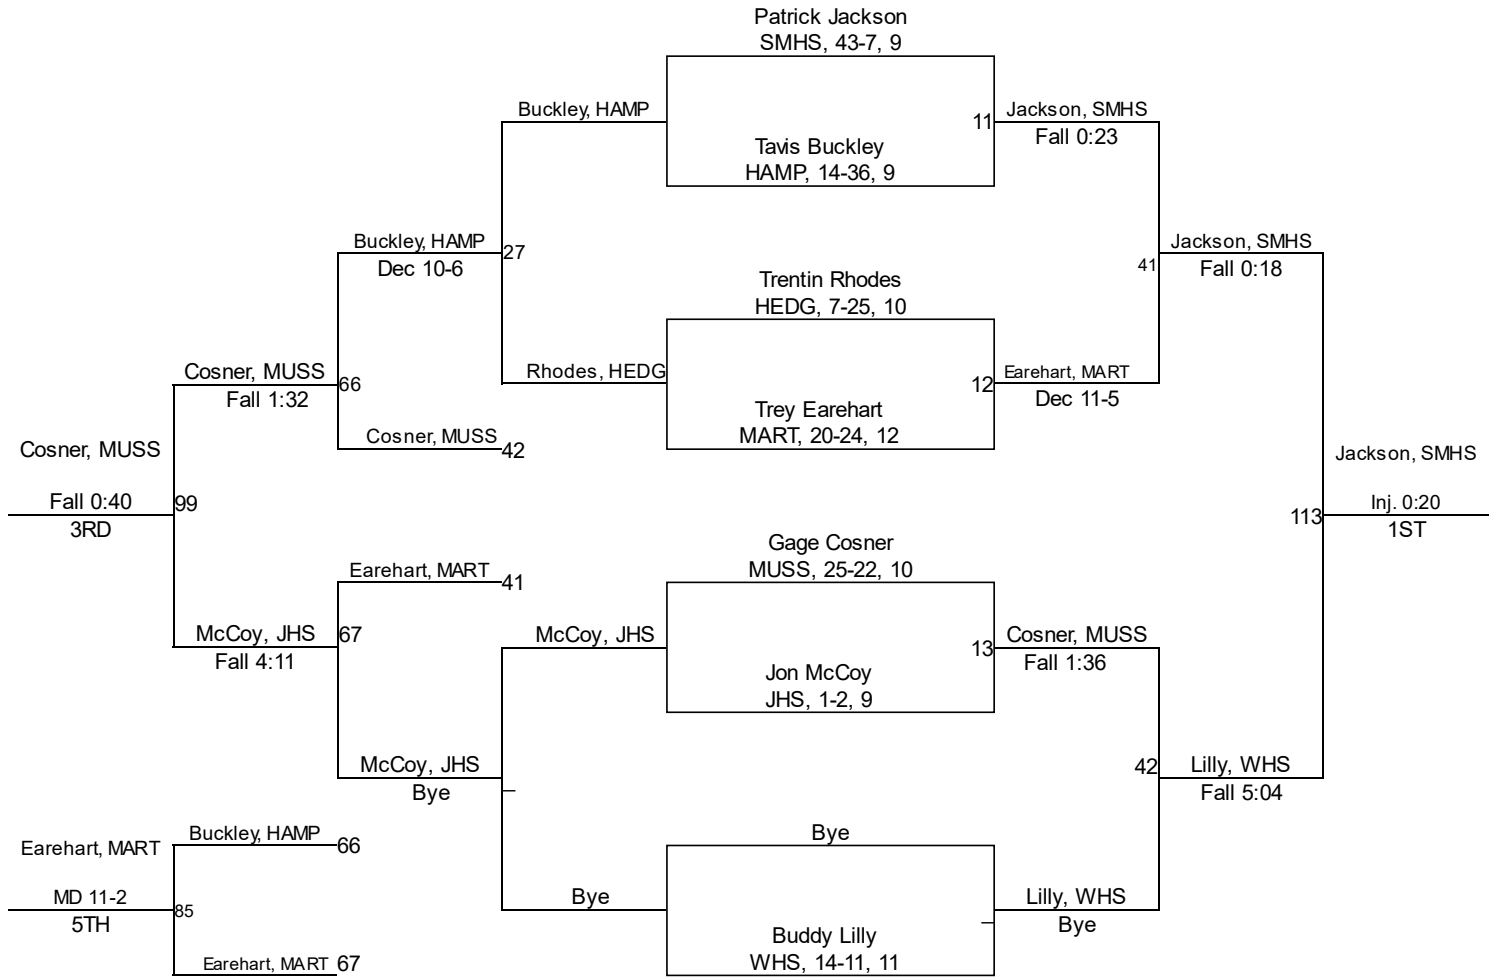 Patrick Jackson
SMHS, 43-7, 9
Buckley, HAMP
11
Jackson, SMHS
Fall 0:23
Tavis Buckley
HAMP, 14-36, 9
Buckley, HAMP
27
Dec 10-6
Jackson, SMHS
41
Fall 0:18
Trentin Rhodes
HEDG, 7-25, 10
Cosner, MUSS
66
Fall 1:32
Rhodes, HEDG
12
Earehart, MART
Dec 11-5
Trey Earehart
MART, 20-24, 12
Cosner, MUSS
42
Cosner, MUSS
Fall 0:40
3RD
99
Jackson, SMHS
113
Inj. 0:20
1ST
Gage Cosner
MUSS, 25-22, 10
Earehart, MART
41
McCoy, JHS
67
Fall 4:11
McCoy, JHS
13
Cosner, MUSS
Fall 1:36
Jon McCoy
JHS, 1-2, 9
McCoy, JHS
Bye
42
Lilly, WHS
Fall 5:04
Buckley, HAMP
66
Earehart, MART
MD 11-2
5TH
85
Earehart, MART
67
Bye
Bye
Lilly, WHS
Bye
Buddy Lilly
WHS, 14-11, 11